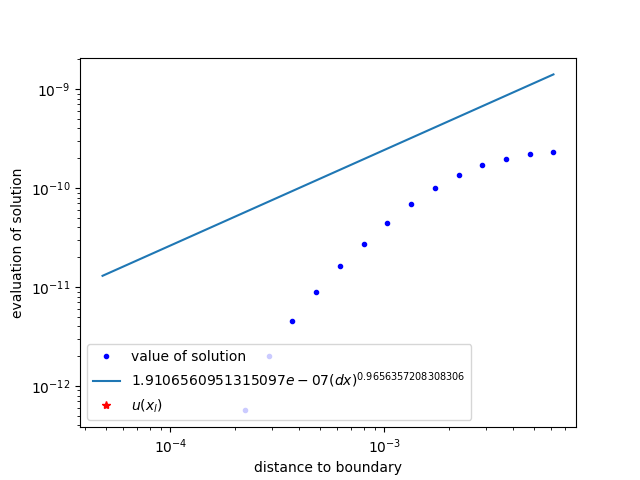 10⁻⁹
10⁻¹⁰
10⁻¹¹
10⁻¹²
evaluation of solution
value of solution
1.9106560951315097e − 07(dx)^0.9656357208308306
u(x_l)
10⁻⁴ 10⁻³
distance to boundary